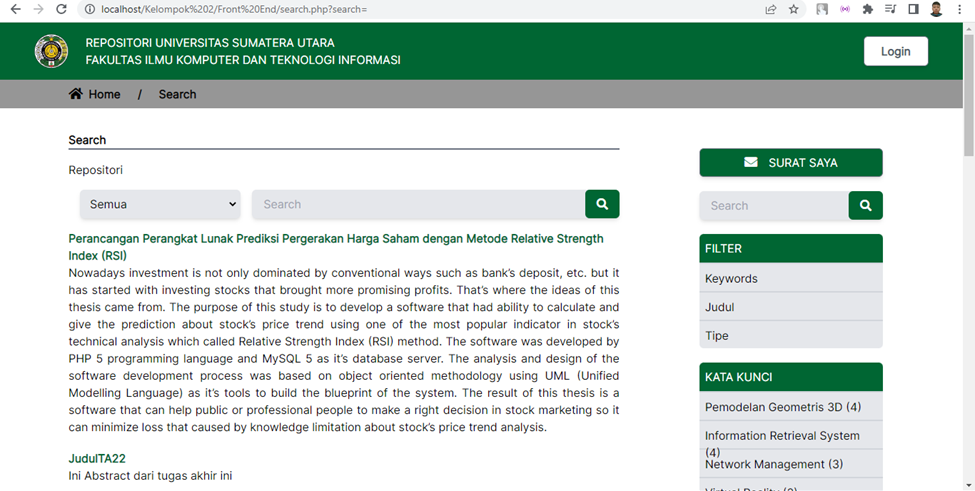 localhost/Kelompok%202/Front%20End/search.php?search=
REPOSITORI UNIVERSITAS SUMATERA UTARA
FAKULTAS ILMU KOMPUTER DAN TEKNOLOGI INFORMASI
Login
Home / Search
Search
Repositori
Semua
Search
Perancangan Perangkat Lunak Prediksi Pergerakan Harga Saham dengan Metode Relative Strength
Index (RSI)
Nowadays investment is not only dominated by conventional ways such as bank's deposit, etc. but it
has started with investing stocks that brought more promising profits. That's where the ideas of this
thesis came from. The purpose of this study is to develop a software that had ability to calculate and
give the prediction about stock's price trend using one of the most popular indicator in stock's
technical analysis which called Relative Strength Index (RSI) method. The software was developed by
PHP 5 programming language and MySQL 5 as it's database server. The analysis and design of the
software development process was based on object oriented methodology using UML (Unified
Modelling Language) as it's tools to build the blueprint of the system. The result of this thesis is a
software that can help public or professional people to make a right decision in stock marketing so it
can minimize loss that caused by knowledge limitation about stock's price trend analysis.
JudulTA22
Ini Abstract dari tugas akhir ini
SURAT SAYA
Search
FILTER
Keywords
Judul
Tipe
KATA KUNCI
Pemodelan Geometris 3D (4)
Information Retrieval System
(4)
Network Management (3)